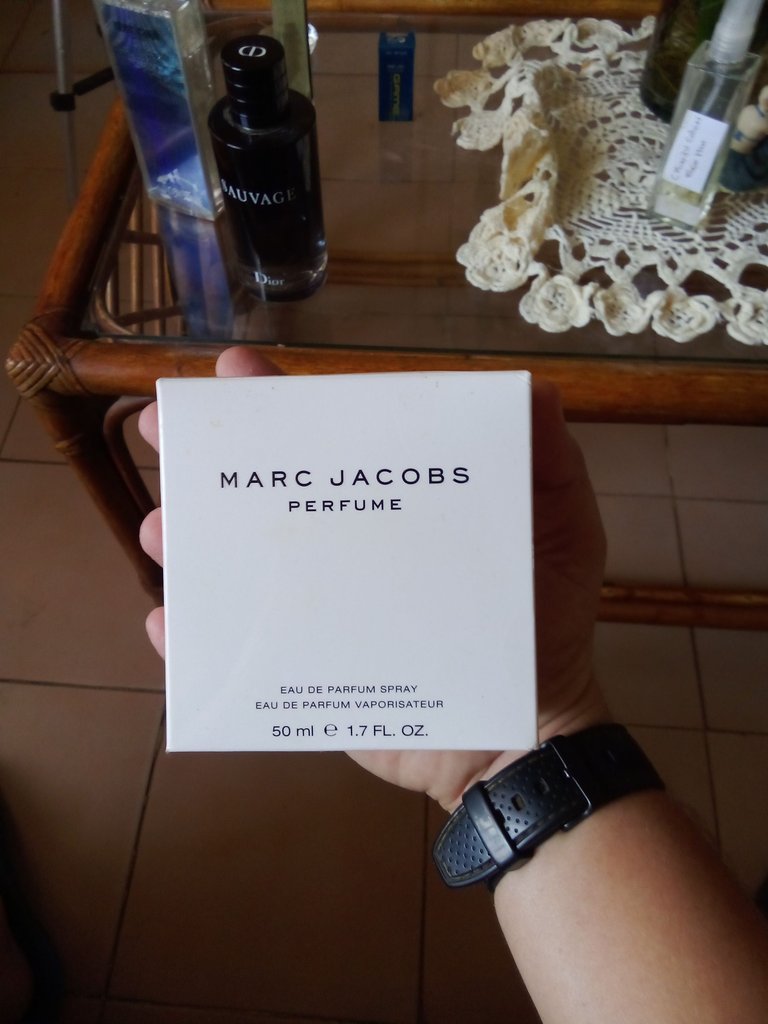 SAUVAGE
Dior
GAME
MARC JACOBS
PERFUME
EAU DE PARFUM SPRAY
EAU DE PARFUM VAPORISATEUR
50 ml ℮ 1.7 FL. OZ.